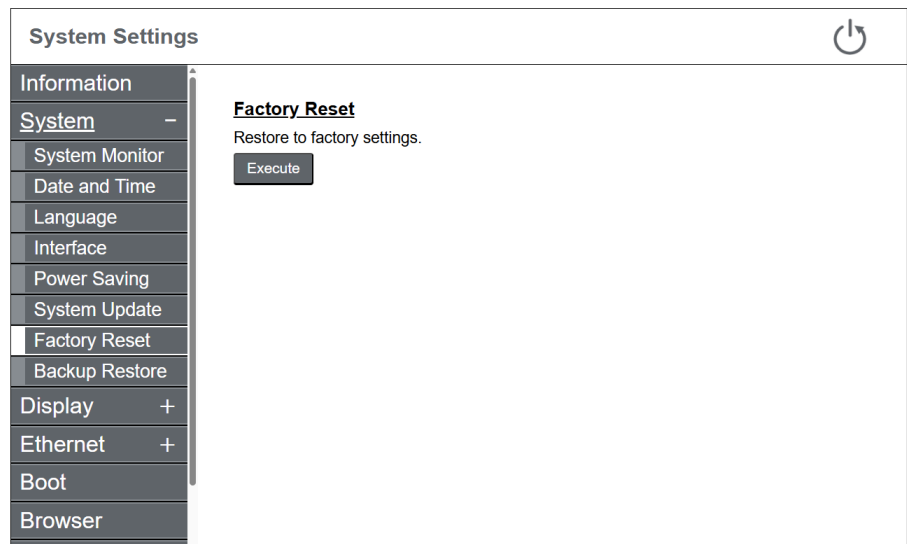 System Settings
Information
System −
System Monitor
Date and Time
Language
Interface
Power Saving
System Update
Factory Reset
Backup Restore
Display +
Ethernet +
Boot
Browser
Factory Reset
Restore to factory settings.
Execute